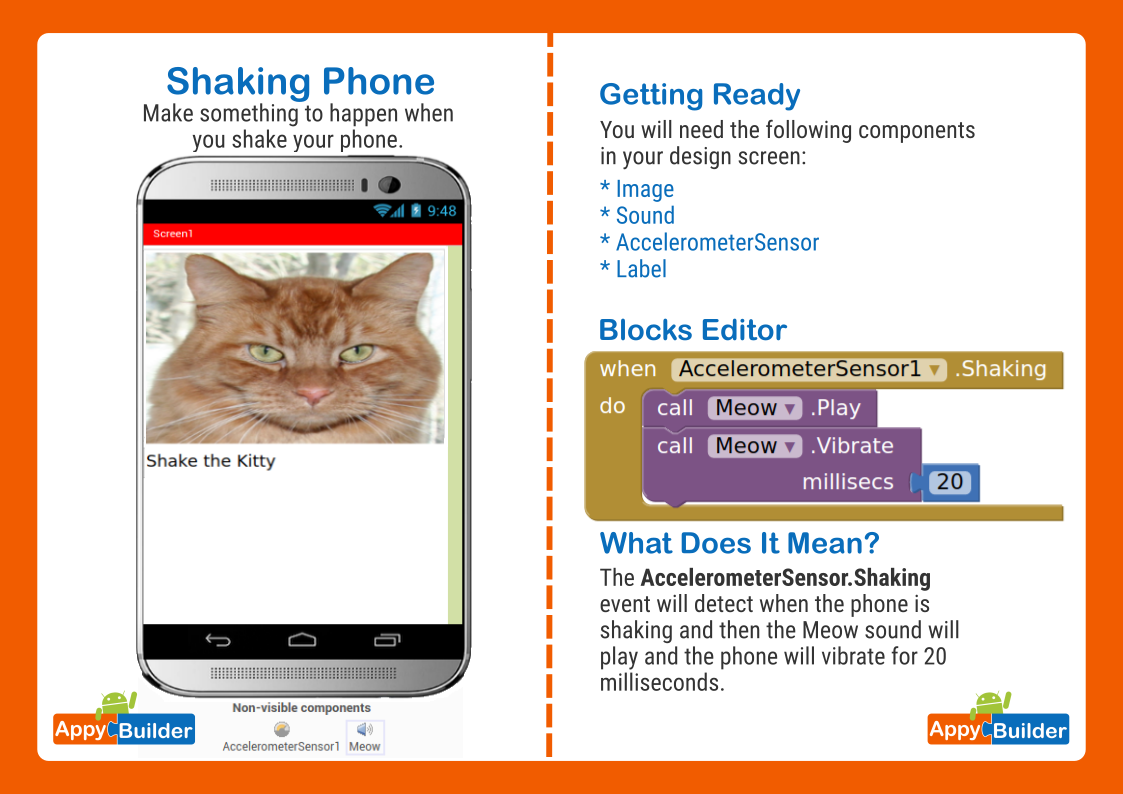 Shaking Phone
Make something to happen when
you shake your phone.
9:48
Screen1
Shake the Kitty
Non-visible components
AccelerometerSensor1 Meow
Appy Builder
Getting Ready
You will need the following components
in your design screen:
* Image
* Sound
* AccelerometerSensor
* Label
Blocks Editor
when AccelerometerSensor1 .Shaking
do call Meow .Play
call Meow .Vibrate
millisecs 20
What Does It Mean?
The AccelerometerSensor.Shaking
event will detect when the phone is
shaking and then the Meow sound will
play and the phone will vibrate for 20
milliseconds.
Appy Builder